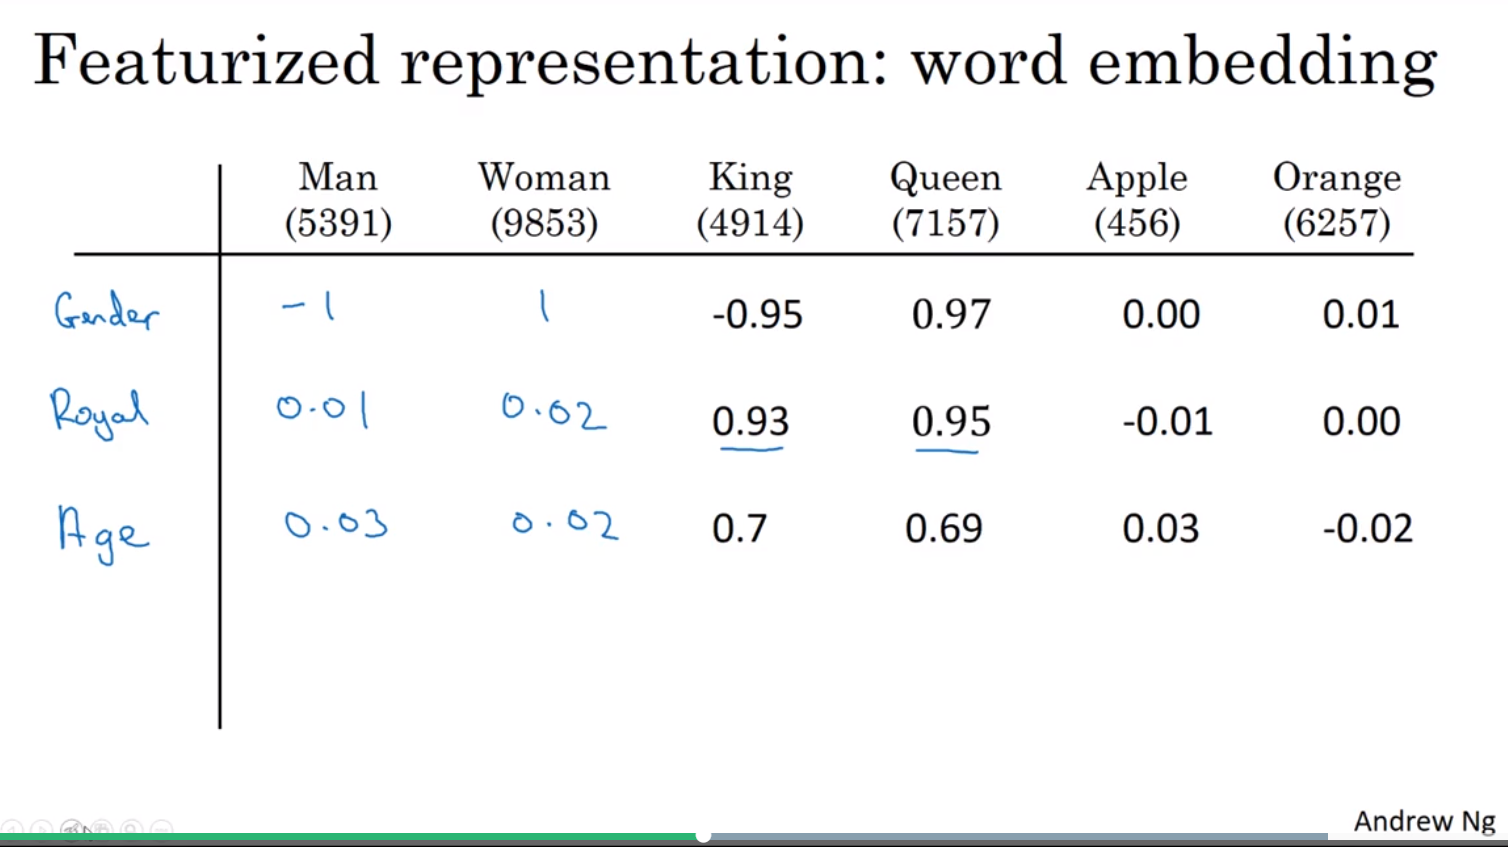 Featurized representation: word embedding
Man Woman King Queen Apple Orange
(5391) (9853) (4914) (7157) (456) (6257)
Gender -1 1 -0.95 0.97 0.00 0.01
Royal 0.01 0.02 0.93 0.95 -0.01 0.00
Age 0.03 0.02 0.7 0.69 0.03 -0.02
Andrew Ng